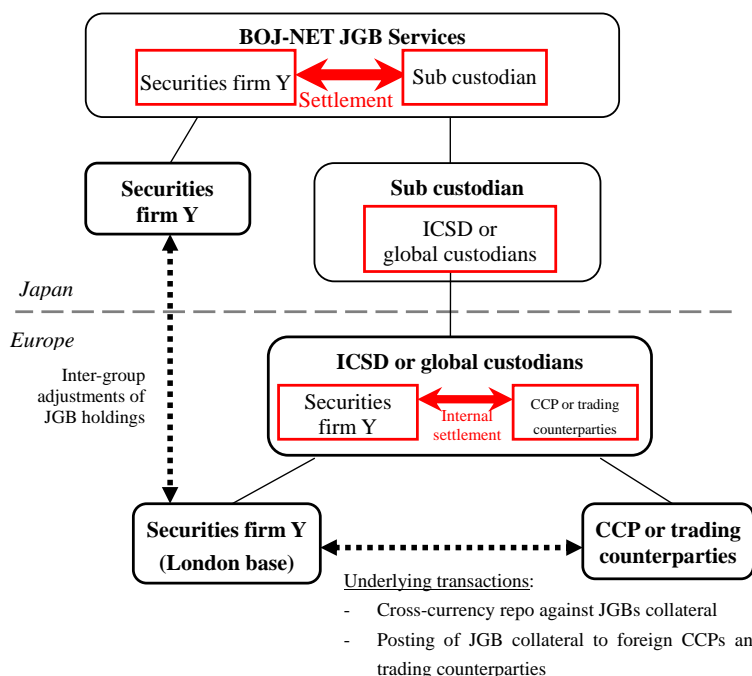 BOJ-NET JGB Services
Securities firm Y
Sub custodian
Settlement
Securities
firm Y
Sub custodian
ICSD or
global custodians
Japan
Europe
Inter-group
adjustments of
JGB holdings
ICSD or global custodians
Securities
firm Y
Internal
settlement
CCP or trading
counterparties
Securities firm Y
(London base)
CCP or trading
counterparties
Underlying transactions:
- Cross-currency repo against JGBs collateral
- Posting of JGB collateral to foreign CCPs an
trading counterparties